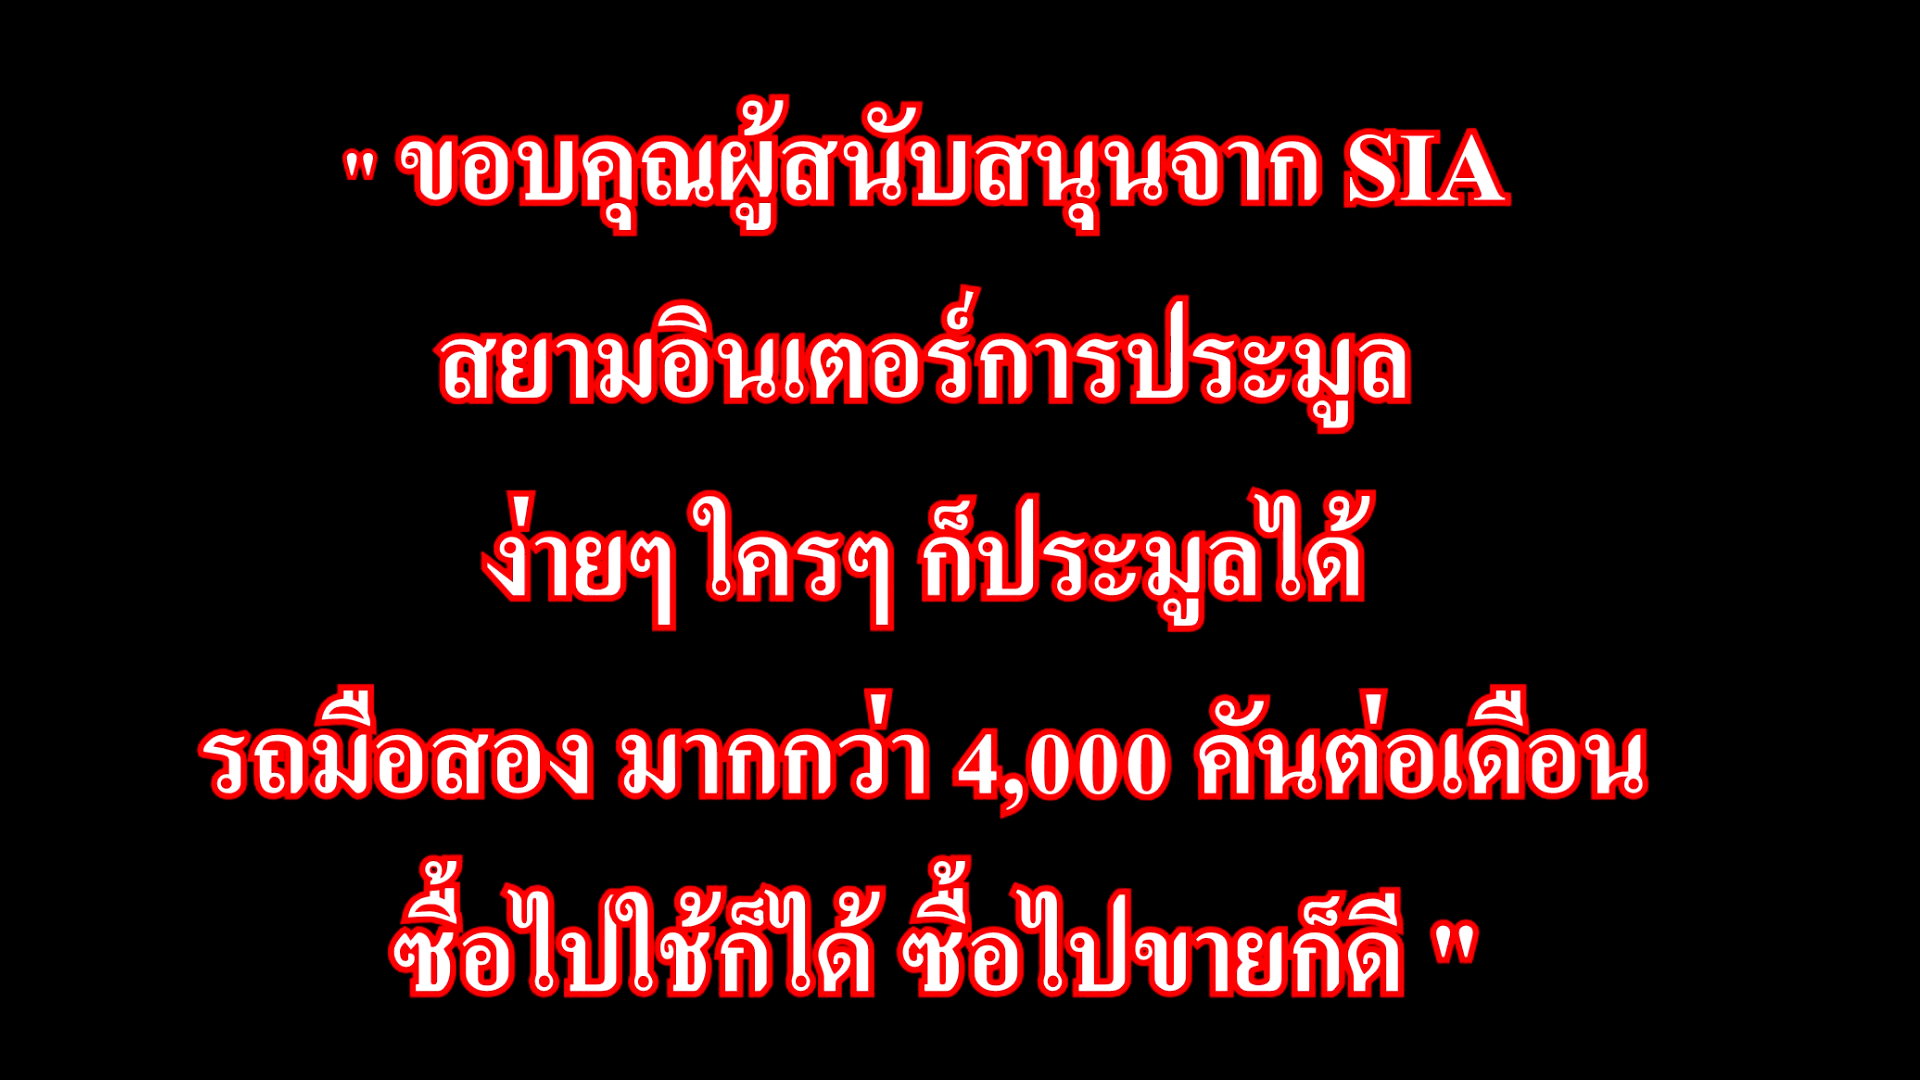 " ขอบคุณผู้สนับสนุนจาก SIA
สยามอินเตอร์การประมูล
ง่ายๆ ใครๆ ก็ประมูลได้
รถมือสอง มากกว่า 4,000 คันต่อเดือน
ซื้อไปใช้ก็ได้ ซื้อไปขายก็ดี "